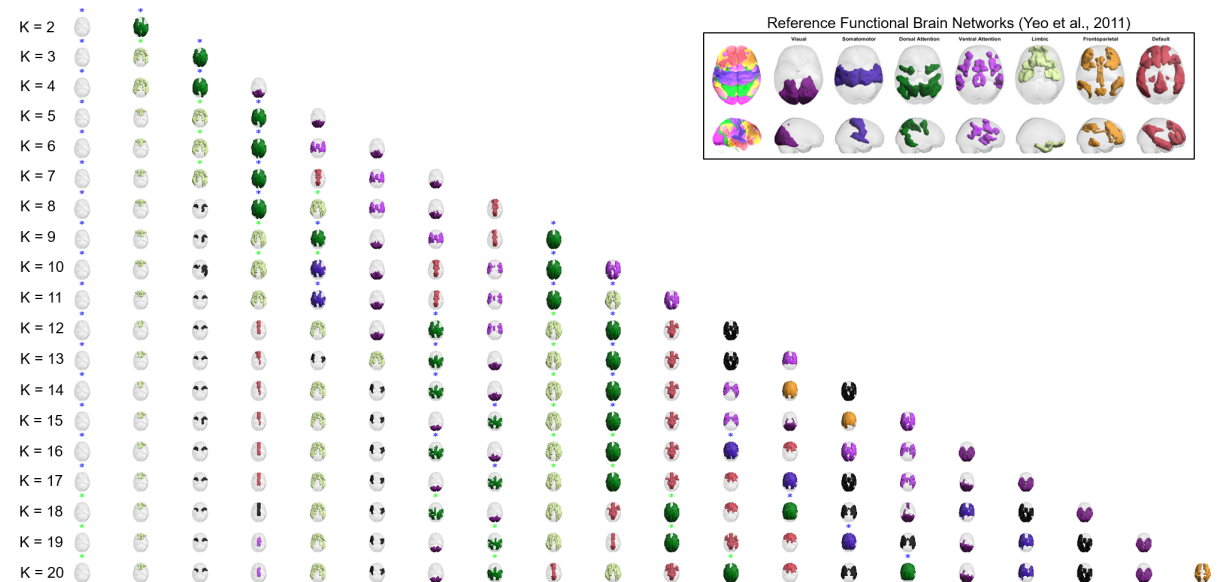 Reference Functional Brain Networks (Yeo et al., 2011)
Visual Somatomotor Dorsal Attention Ventral Attention Limbic Frontoparietal Default
K = 2
K = 3
K = 4
K = 5
K = 6
K = 7
K = 8
K = 9
K = 10
K = 11
K = 12
K = 13
K = 14
K = 15
K = 16
K = 17
K = 18
K = 19
K = 20